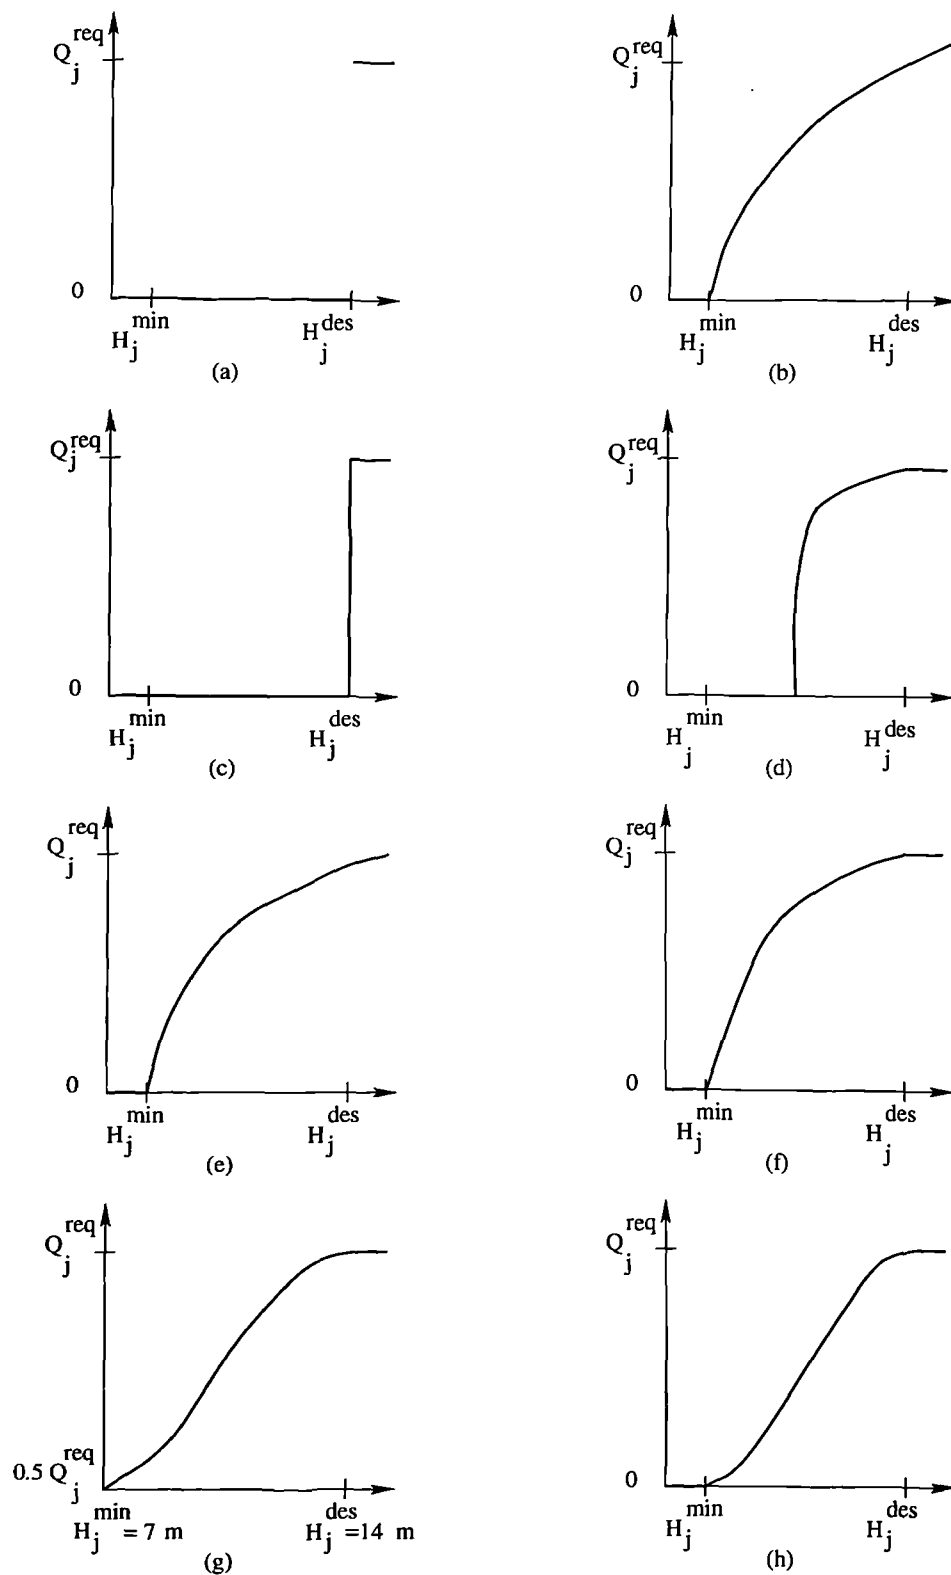 Q_j^req Q_j^req
0 0
H_j^min H_j^des H_j^min H_j^des
(a) (b)
Q_j^req Q_j^req
0 0
H_j^min H_j^des H_j^min H_j^des
(c) (d)
Q_j^req Q_j^req
0 0
H_j^min H_j^des H_j^min H_j^des
(e) (f)
Q_j^req Q_j^req
0.5 Q_j^req 0
H_j^min = 7 m H_j^des =14 m H_j^min H_j^des
(g) (h)